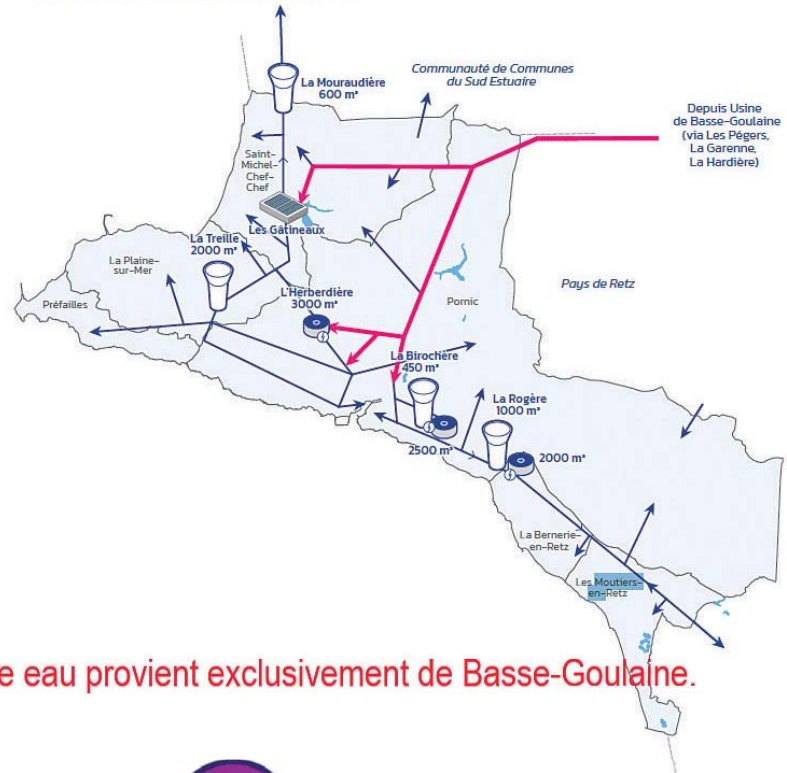 La Mouraudière
600 m³
Communauté de Communes
du Sud Estuaire
Depuis Usine
de Basse-Goulaine
(via Les Pégers,
La Garenne,
La Hardière)
Saint-
Michel-
Chef-
Chef
Les Gâtineaux
La Treille
2000 m³
La Plaine-
sur-Mer
Préfailles
L'Herberdière
3000 m³
Pornic
Pays de Retz
La Birochère
450 m³
2500 m³
La Rogère
1000 m³
2000 m³
La Bernerie-
en-Retz
Les Moutiers-
en-Retz
e eau provient exclusivement de Basse-Goulaine.